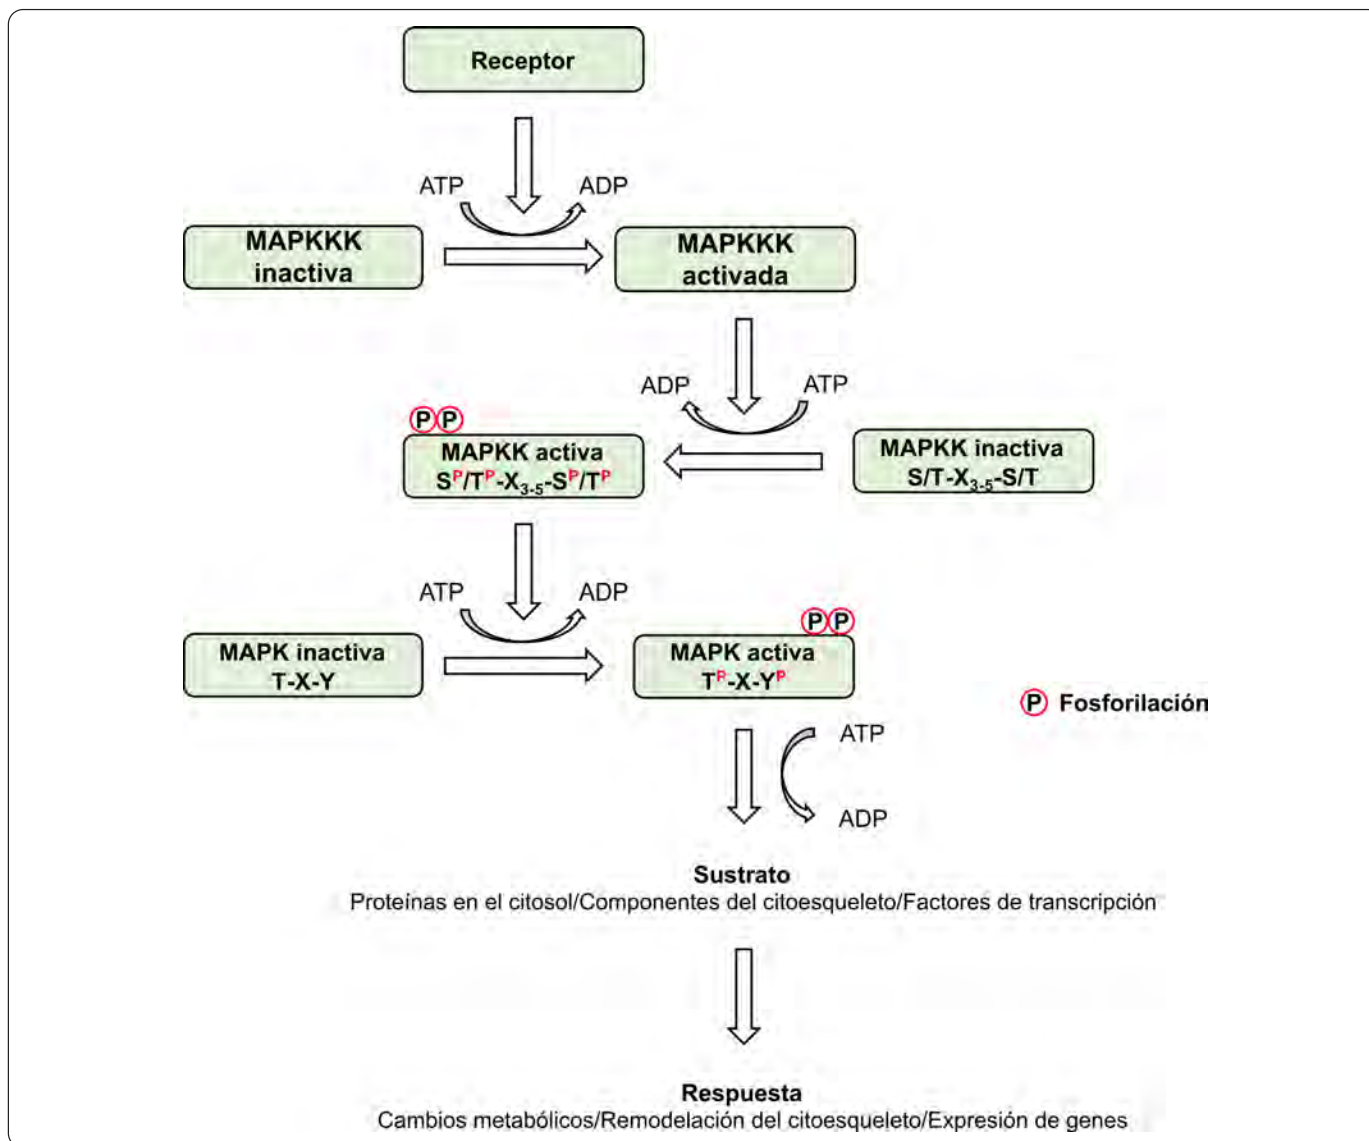 Receptor
ATP
ADP
MAPKKK
inactiva
MAPKKK
activada
ADP
ATP
P P
MAPKK activa
Sᴾ/Tᴾ-X₃₋₅-Sᴾ/Tᴾ
MAPKK inactiva
S/T-X₃₋₅-S/T
ATP
ADP
P P
MAPK inactiva
T-X-Y
MAPK activa
Tᴾ-X-Yᴾ
P Fosforilación
ATP
ADP
Sustrato
Proteínas en el citosol/Componentes del citoesqueleto/Factores de transcripción
Respuesta
Cambios metabólicos/Remodelación del citoesqueleto/Expresión de genes